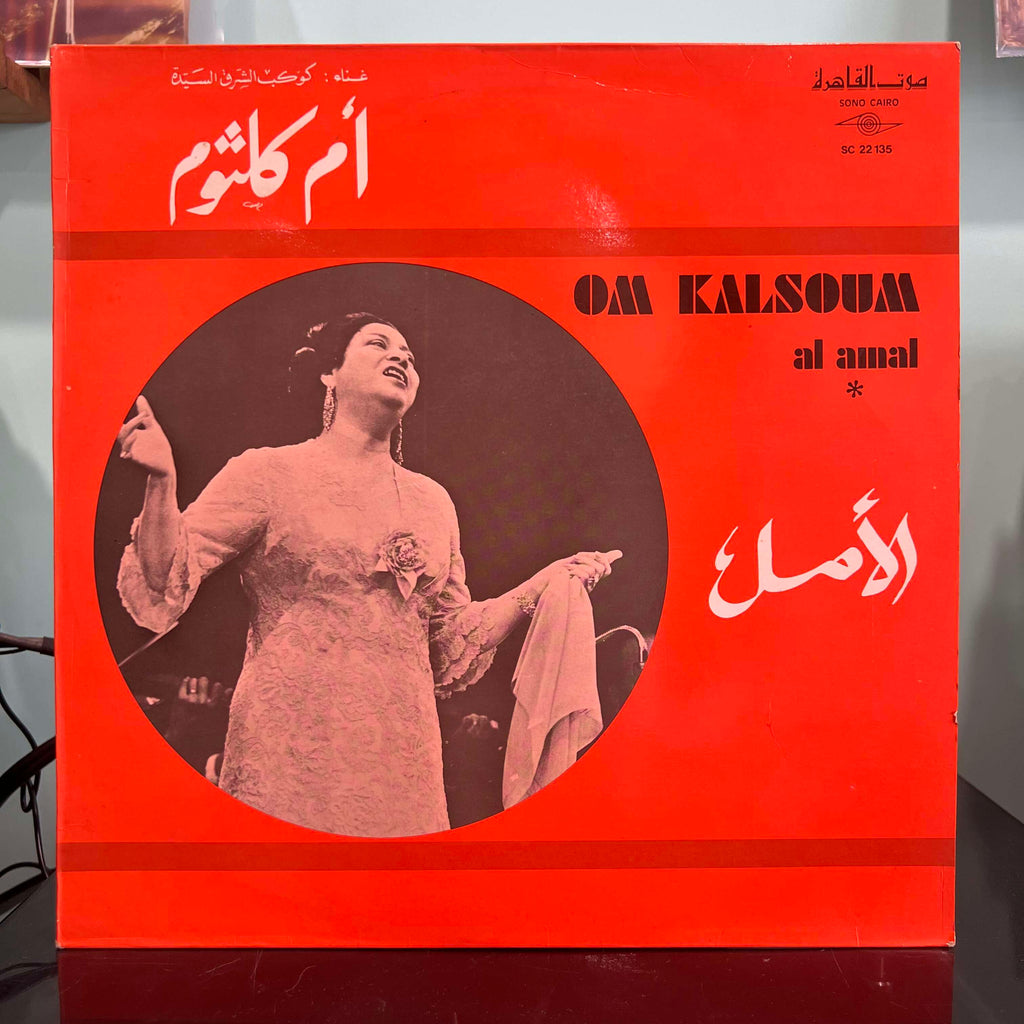 غناء : كوكب الشرق السيدة
أم كلثوم
صوت القاهرة
SONO CAIRO
SC 22135
OM KALSOUM
al amal
*
الأمل